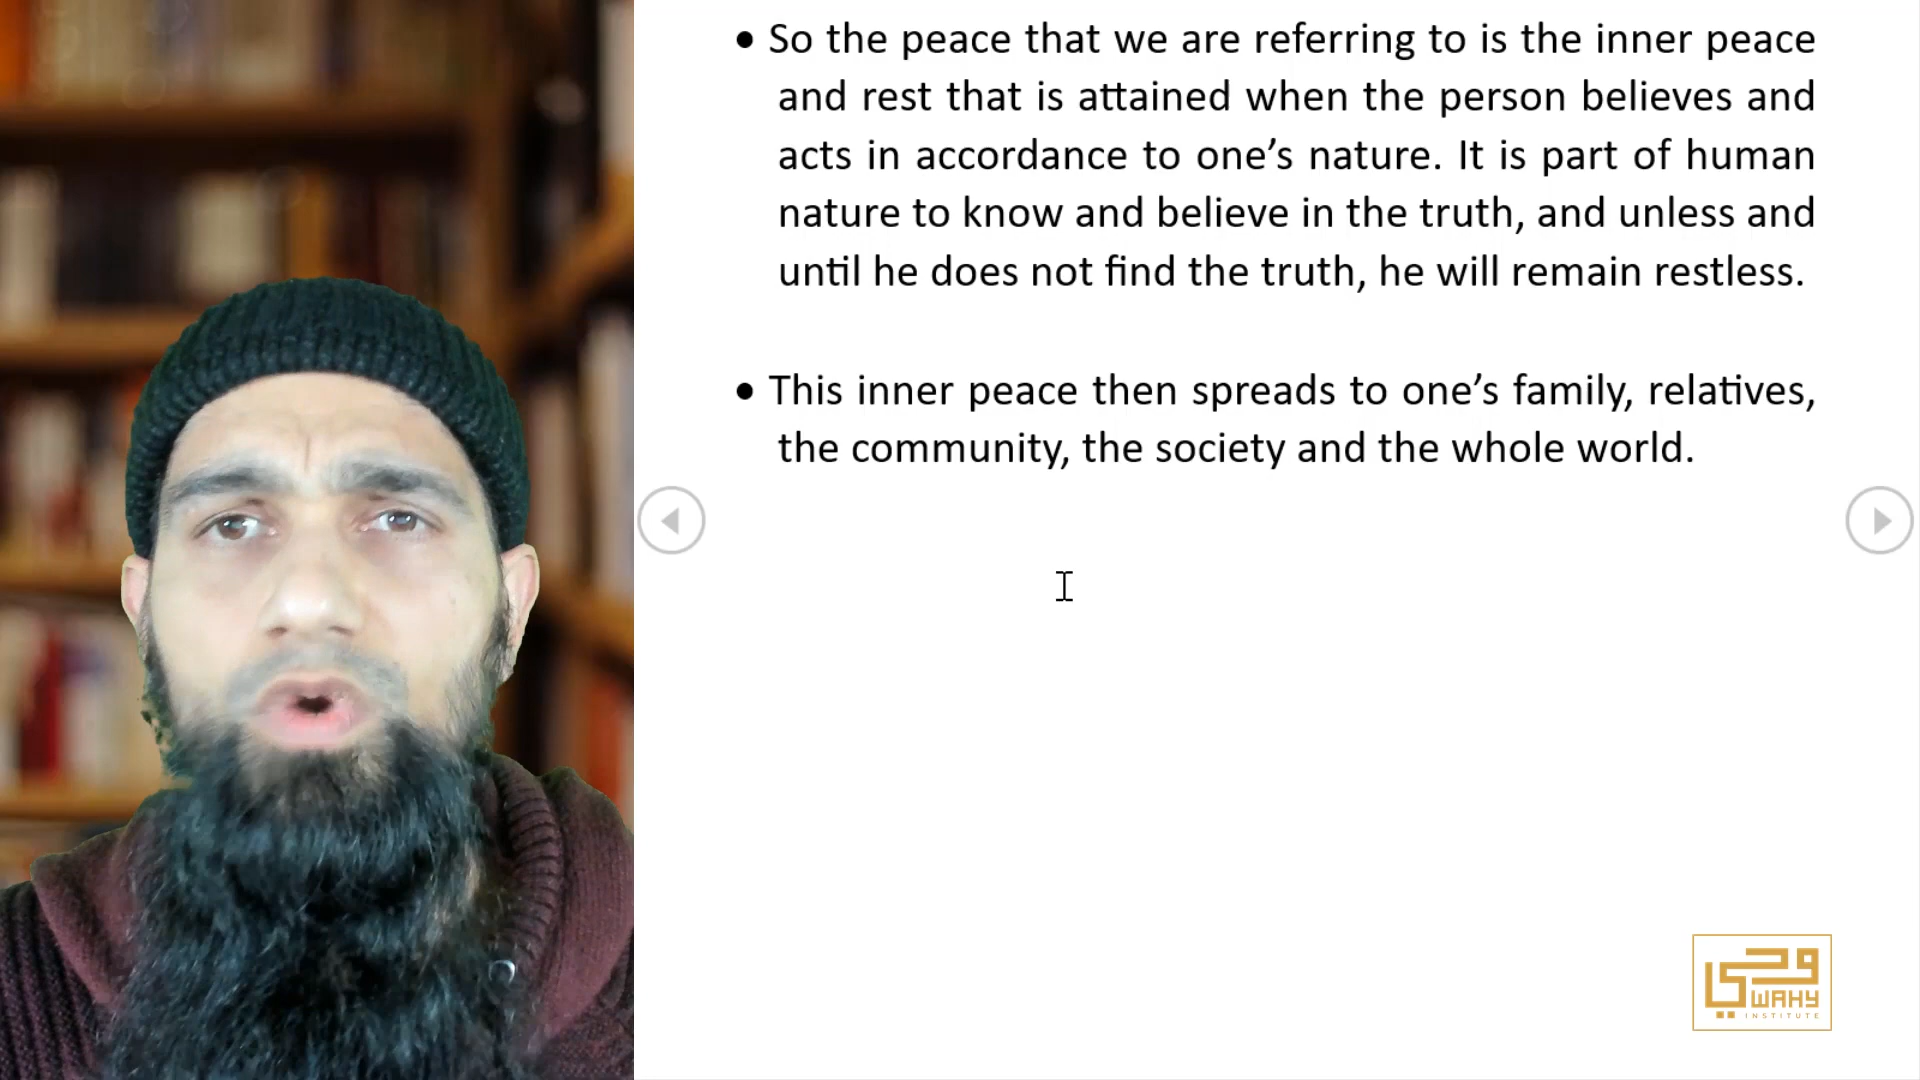 • So the peace that we are referring to is the inner peace
and rest that is attained when the person believes and
acts in accordance to one’s nature. It is part of human
nature to know and believe in the truth, and unless and
until he does not find the truth, he will remain restless.
• This inner peace then spreads to one’s family, relatives,
the community, the society and the whole world.
وحي
WAHY
INSTITUTE